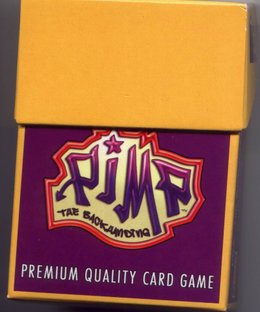 PIMP
THE BACKHANDING
PREMIUM QUALITY CARD GAME